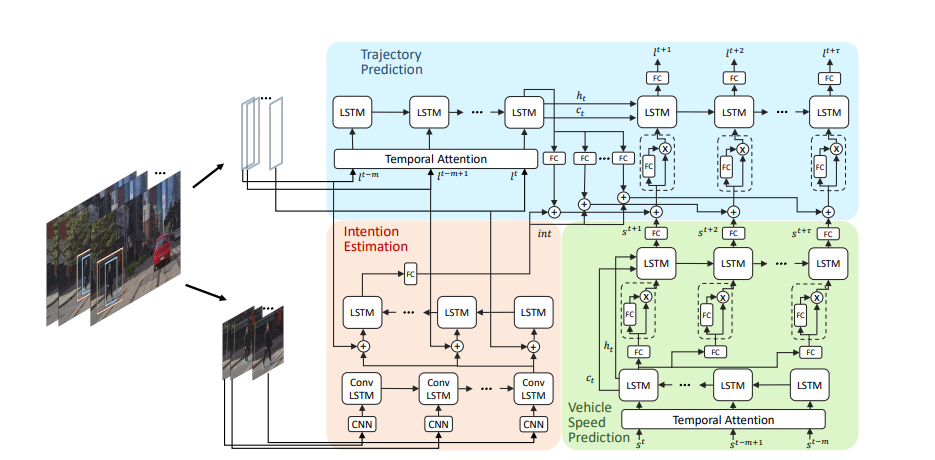 Trajectory
Prediction
l^{t+1} l^{t+2} l^{t+τ}
FC FC FC
h_t
c_t
LSTM LSTM ••• LSTM LSTM LSTM ••• LSTM
X X X
FC FC FC
Temporal Attention
FC FC ••• FC
l^{t-m} l^{t-m+1} l^t
+ + + + + +
int
Intention
Estimation
s^{t+1} s^{t+2} s^{t+τ}
FC FC FC
FC
LSTM LSTM ••• LSTM
LSTM ••• LSTM LSTM
X X X
FC FC FC
+ + +
h_t
FC FC FC
c_t
Conv
LSTM
Conv
LSTM
•••
Conv
LSTM
LSTM ••• LSTM LSTM
CNN CNN CNN
Vehicle
Speed
Prediction
Temporal Attention
s^t s^{t-m+1} s^{t-m}